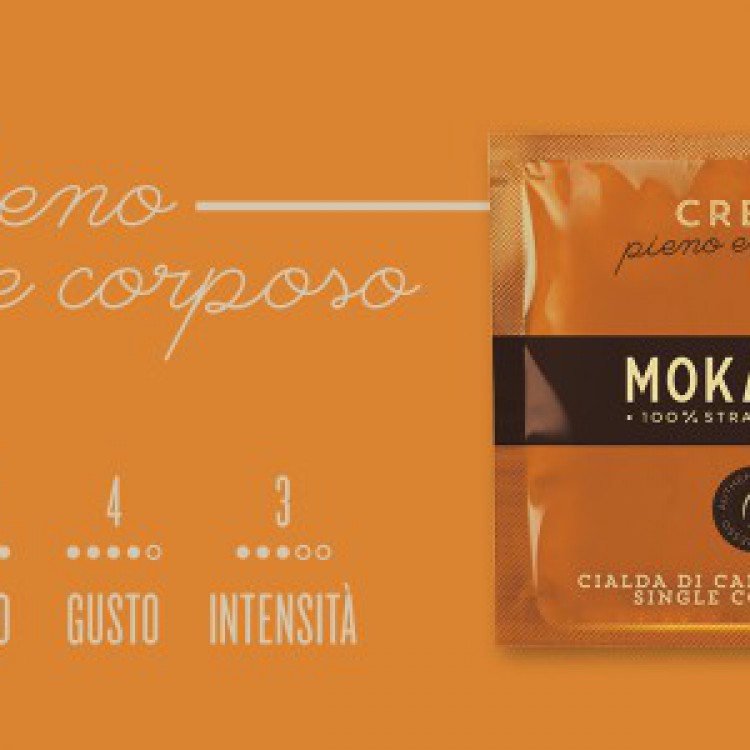 eno
e corposo
4
3
GUSTO
INTENSITÀ
CRE
pieno e
MOKA
• 100% STRA
CIALDA DI CA
SINGLE CO